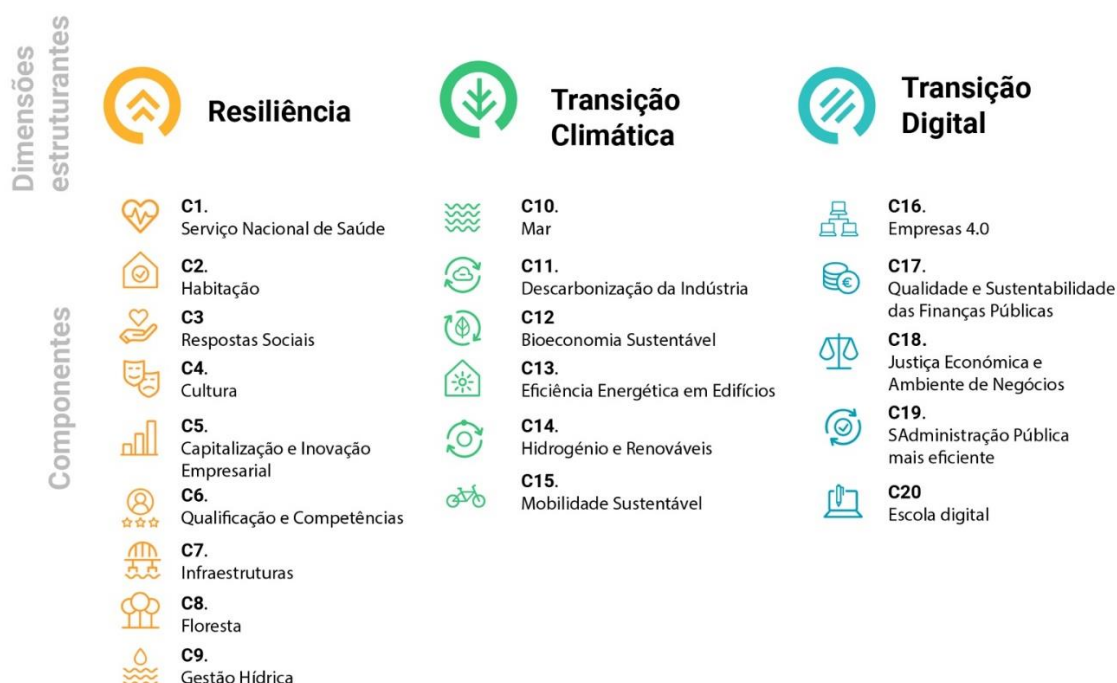 Dimensões
estruturantes
Resiliência
Transição
Climática
Transição
Digital
Componentes
C1.
Serviço Nacional de Saúde
C2.
Habitação
C3
Respostas Sociais
C4.
Cultura
C5.
Capitalização e Inovação
Empresarial
C6.
Qualificação e Competências
C7.
Infraestruturas
C8.
Floresta
C9.
Gestão Hídrica
C10.
Mar
C11.
Descarbonização da Indústria
C12
Bioeconomia Sustentável
C13.
Eficiência Energética em Edifícios
C14.
Hidrogénio e Renováveis
C15.
Mobilidade Sustentável
C16.
Empresas 4.0
C17.
Qualidade e Sustentabilidade
das Finanças Públicas
C18.
Justiça Económica e
Ambiente de Negócios
C19.
SAdministração Pública
mais eficiente
C20
Escola digital